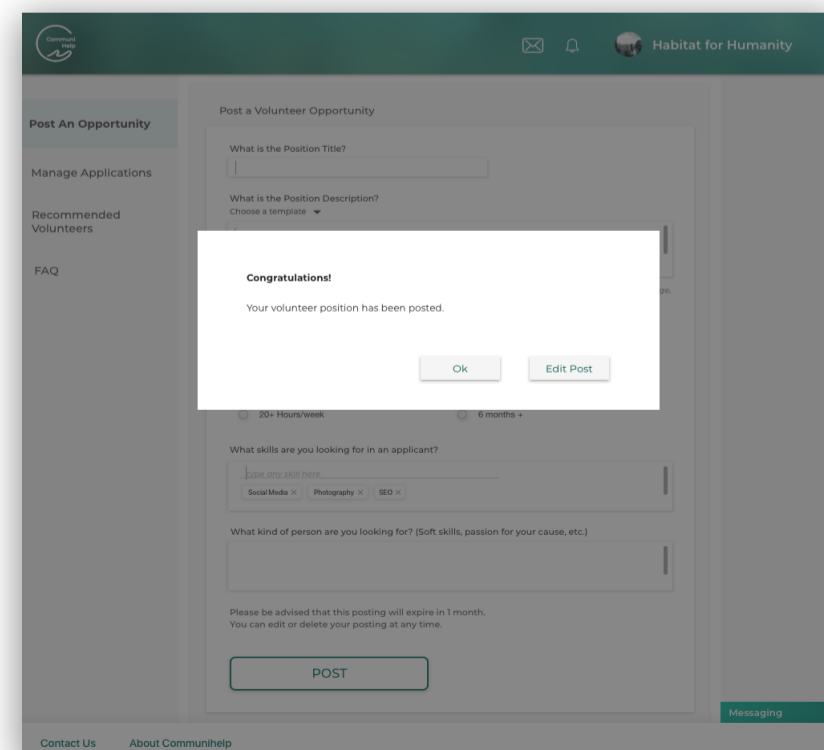 Communi
Help
Habitat for Humanity
Post An Opportunity
Manage Applications
Recommended
Volunteers
FAQ
Post a Volunteer Opportunity
What is the Position Title?
What is the Position Description?
Choose a template
ge.
Congratulations!
Your volunteer position has been posted.
Ok
Edit Post
20+ Hours/week
6 months +
What skills are you looking for in an applicant?
type any skill here
Social Media ×
Photography ×
SEO ×
What kind of person are you looking for? (Soft skills, passion for your cause, etc.)
Please be advised that this posting will expire in 1 month.
You can edit or delete your posting at any time.
POST
Messaging
Contact Us
About Communihelp